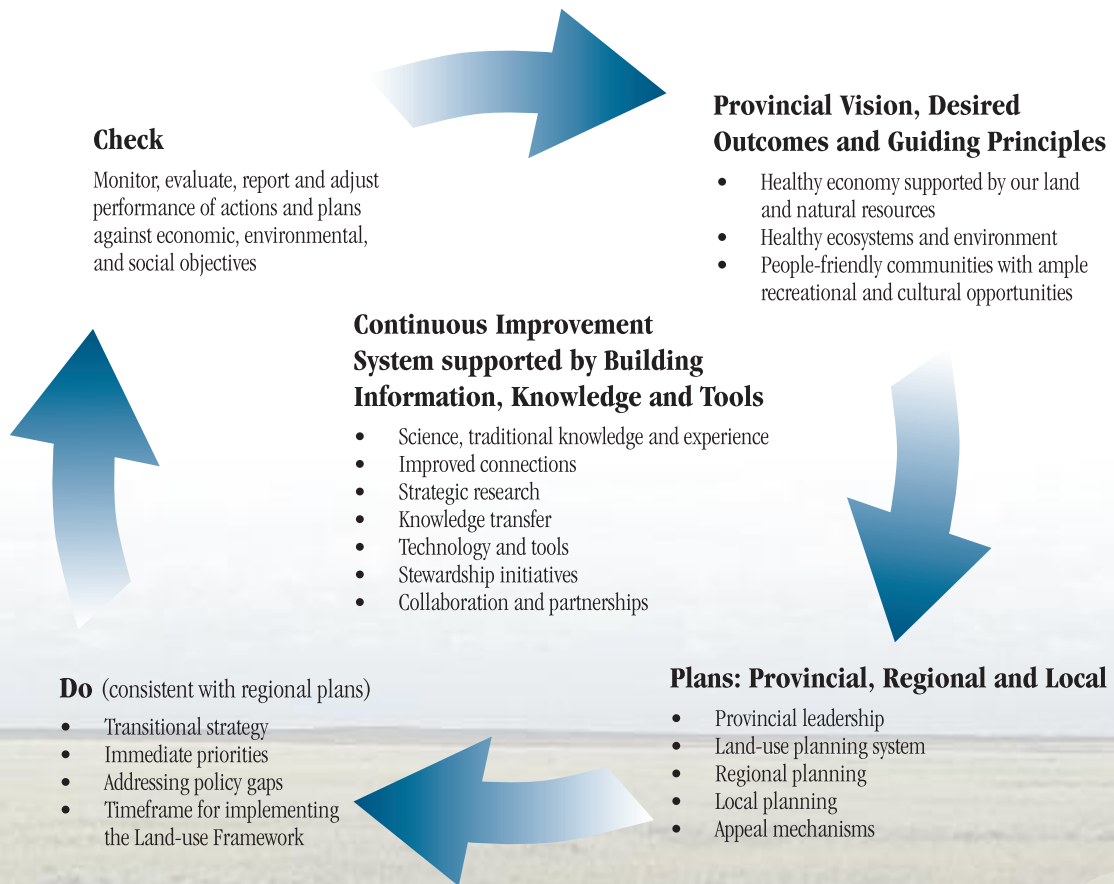 Check
Monitor, evaluate, report and adjust
performance of actions and plans
against economic, environmental,
and social objectives
Provincial Vision, Desired
Outcomes and Guiding Principles
• Healthy economy supported by our land
and natural resources
• Healthy ecosystems and environment
• People-friendly communities with ample
recreational and cultural opportunities
Continuous Improvement
System supported by Building
Information, Knowledge and Tools
• Science, traditional knowledge and experience
• Improved connections
• Strategic research
• Knowledge transfer
• Technology and tools
• Stewardship initiatives
• Collaboration and partnerships
Do (consistent with regional plans)
• Transitional strategy
• Immediate priorities
• Addressing policy gaps
• Timeframe for implementing
the Land-use Framework
Plans: Provincial, Regional and Local
• Provincial leadership
• Land-use planning system
• Regional planning
• Local planning
• Appeal mechanisms